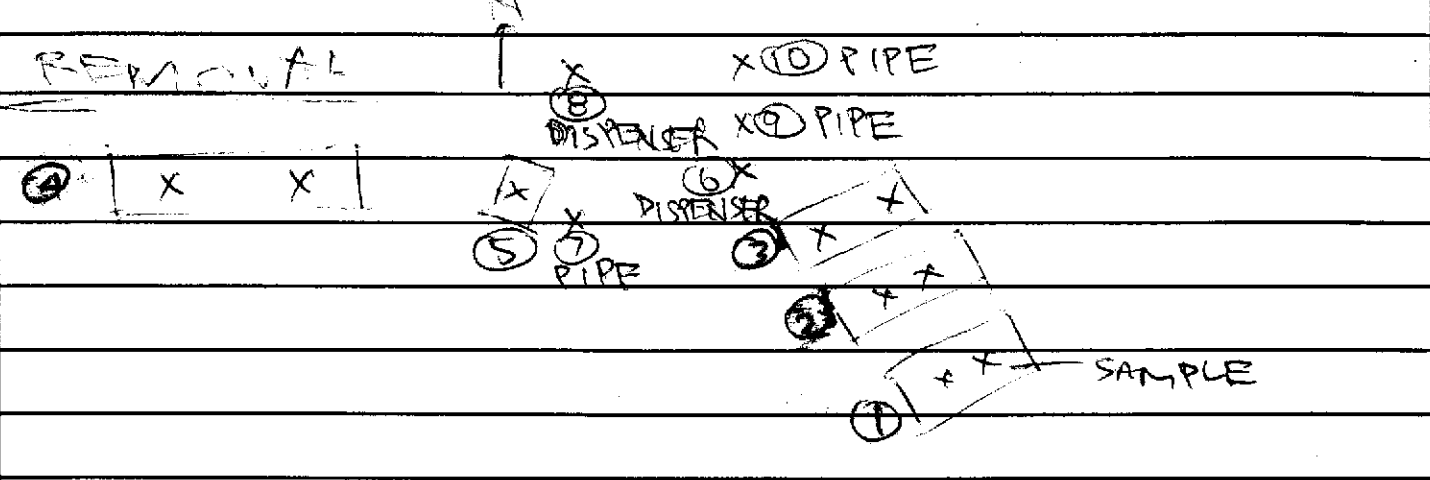 N
REMOVAL
X X ⑩ PIPE
⑧
DISPENSER X ⑨ PIPE
④ X X X ⑥ X
DISPENSER X
⑤ X ⑦ ③ X
PIPE
② X X
X X SAMPLE
①